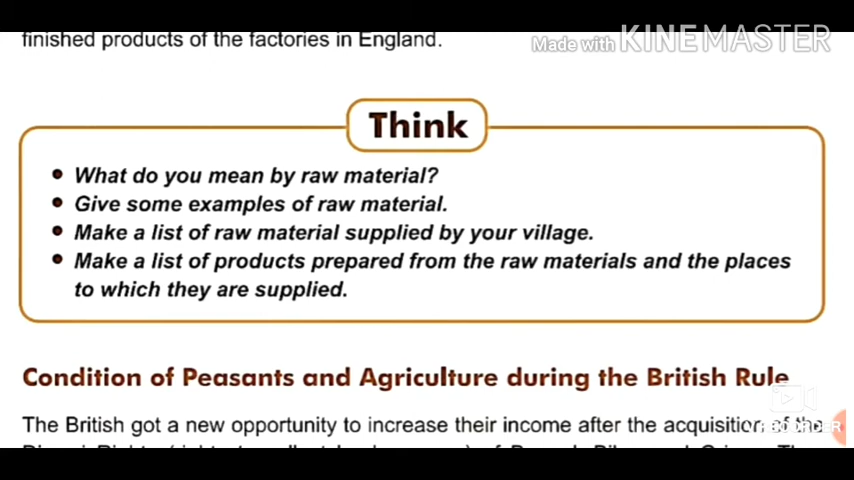 finished products of the factories in England.
Made with KINEMASTER
Think
• What do you mean by raw material?
• Give some examples of raw material.
• Make a list of raw material supplied by your village.
• Make a list of products prepared from the raw materials and the places
to which they are supplied.
Condition of Peasants and Agriculture during the British Rule
The British got a new opportunity to increase their income after the acquisition of the
RECORDER